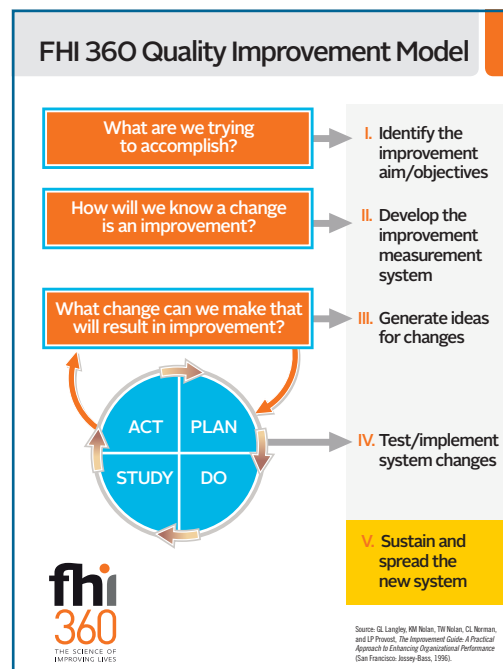 FHI 360 Quality Improvement Model
What are we trying
to accomplish?
I. Identify the
improvement
aim/objectives
How will we know a change
is an improvement?
II. Develop the
improvement
measurement
system
What change can we make that
will result in improvement?
III. Generate ideas
for changes
ACT
PLAN
STUDY
DO
IV. Test/implement
system changes
V. Sustain and
spread the
new system
fhi
360
THE SCIENCE OF
IMPROVING LIVES
Source: GL Langley, KM Nolan, TW Nolan, CL Norman,
and LP Provost, The Improvement Guide: A Practical
Approach to Enhancing Organizational Performance
(San Francisco: Jossey-Bass, 1996).